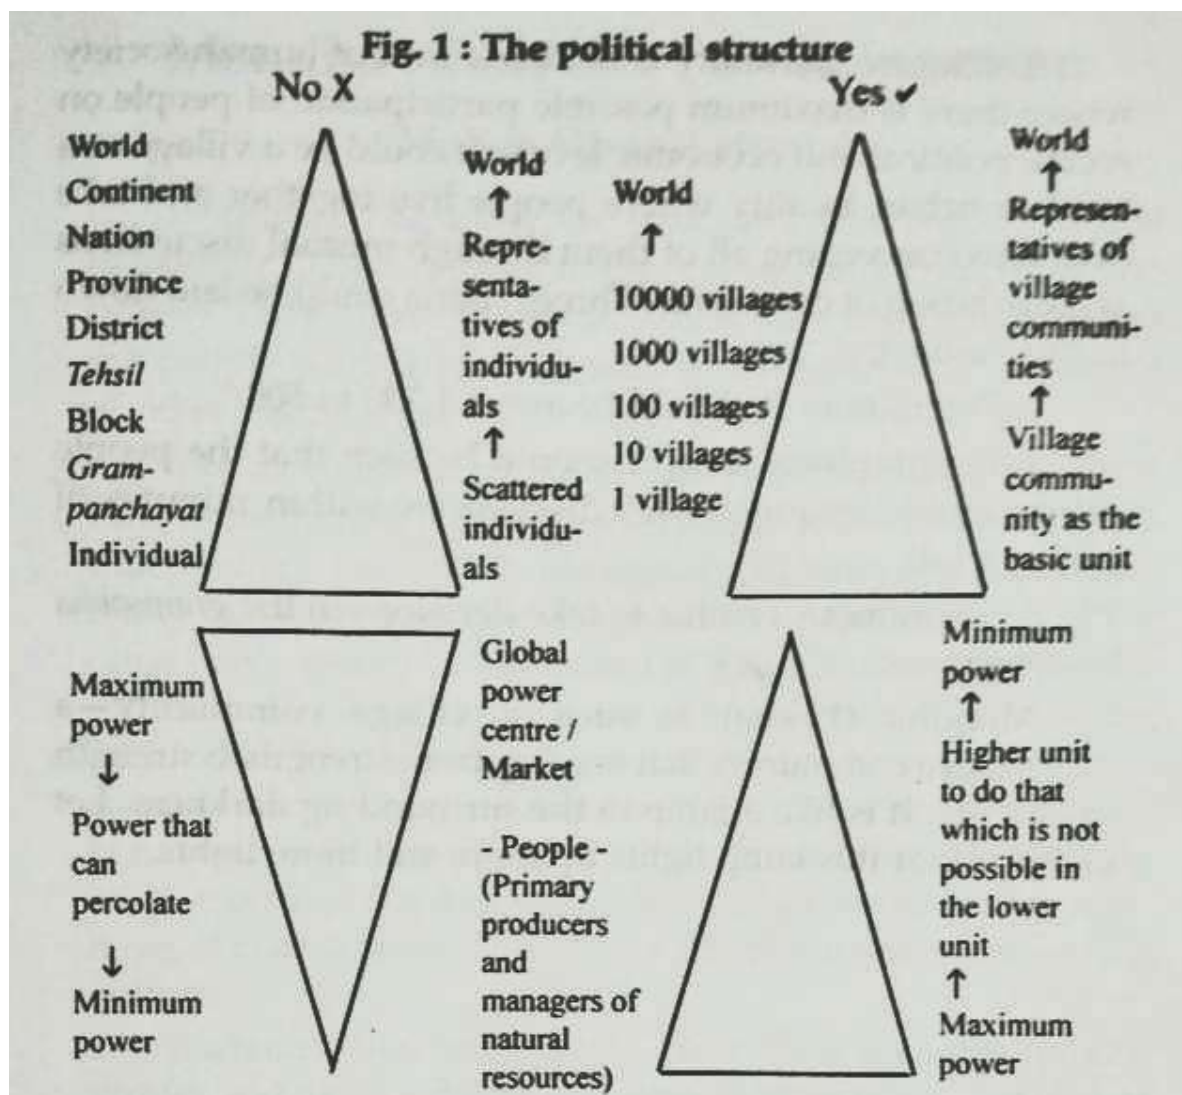 Fig. 1 : The political structure
No X
World
Continent
Nation
Province
District
Tehsil
Block
Gram-
panchayat
Individual
World
↑
Repre-
senta-
tives of
individu-
als
↑
Scattered
individu-
als
Yes ✔
World
↑
10000 villages
1000 villages
100 villages
10 villages
1 village
World
↑
Represen-
tatives of
village
communi-
ties
↑
Village
commu-
nity as the
basic unit
Maximum
power
↓
Power that
can
percolate
↓
Minimum
power
Global
power
centre /
Market
- People -
(Primary
producers
and
managers of
natural
resources)
Minimum
power
↑
Higher unit
to do that
which is not
possible in
the lower
unit
↑
Maximum
power